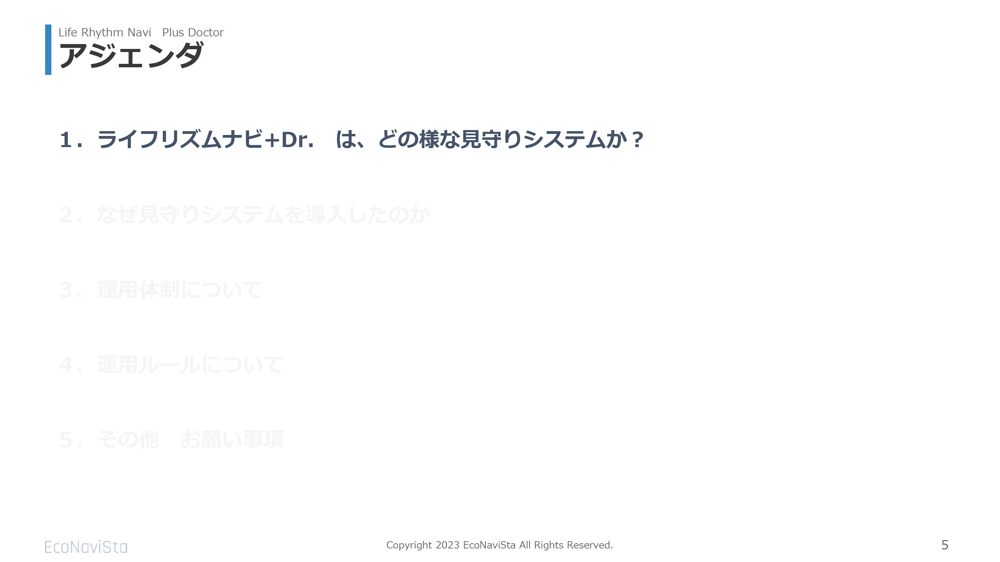 Life Rhythm Navi　Plus Doctor
アジェンダ
１．ライフリズムナビ+Dr.　は、どの様な見守りシステムか？
２．なぜ見守りシステムを導入したのか
３．運用体制について
４．運用ルールについて
５．その他　お願い事項
EcoNaviSta
Copyright 2023 EcoNaviSta All Rights Reserved.
5